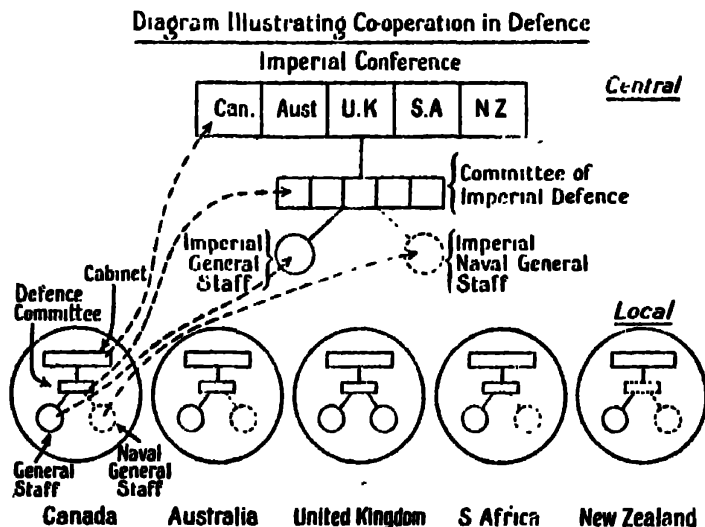 Diagram Illustrating Co-operation in Defence
Imperial Conference
Central
Can. Aust U.K S.A N Z
Committee of
Imperial Defence
Imperial
General
Staff
Imperial
Naval General
Staff
Cabinet
Defence
Committee
Local
General
Staff
Naval
General
Staff
Canada Australia United Kingdom S Africa New Zealand